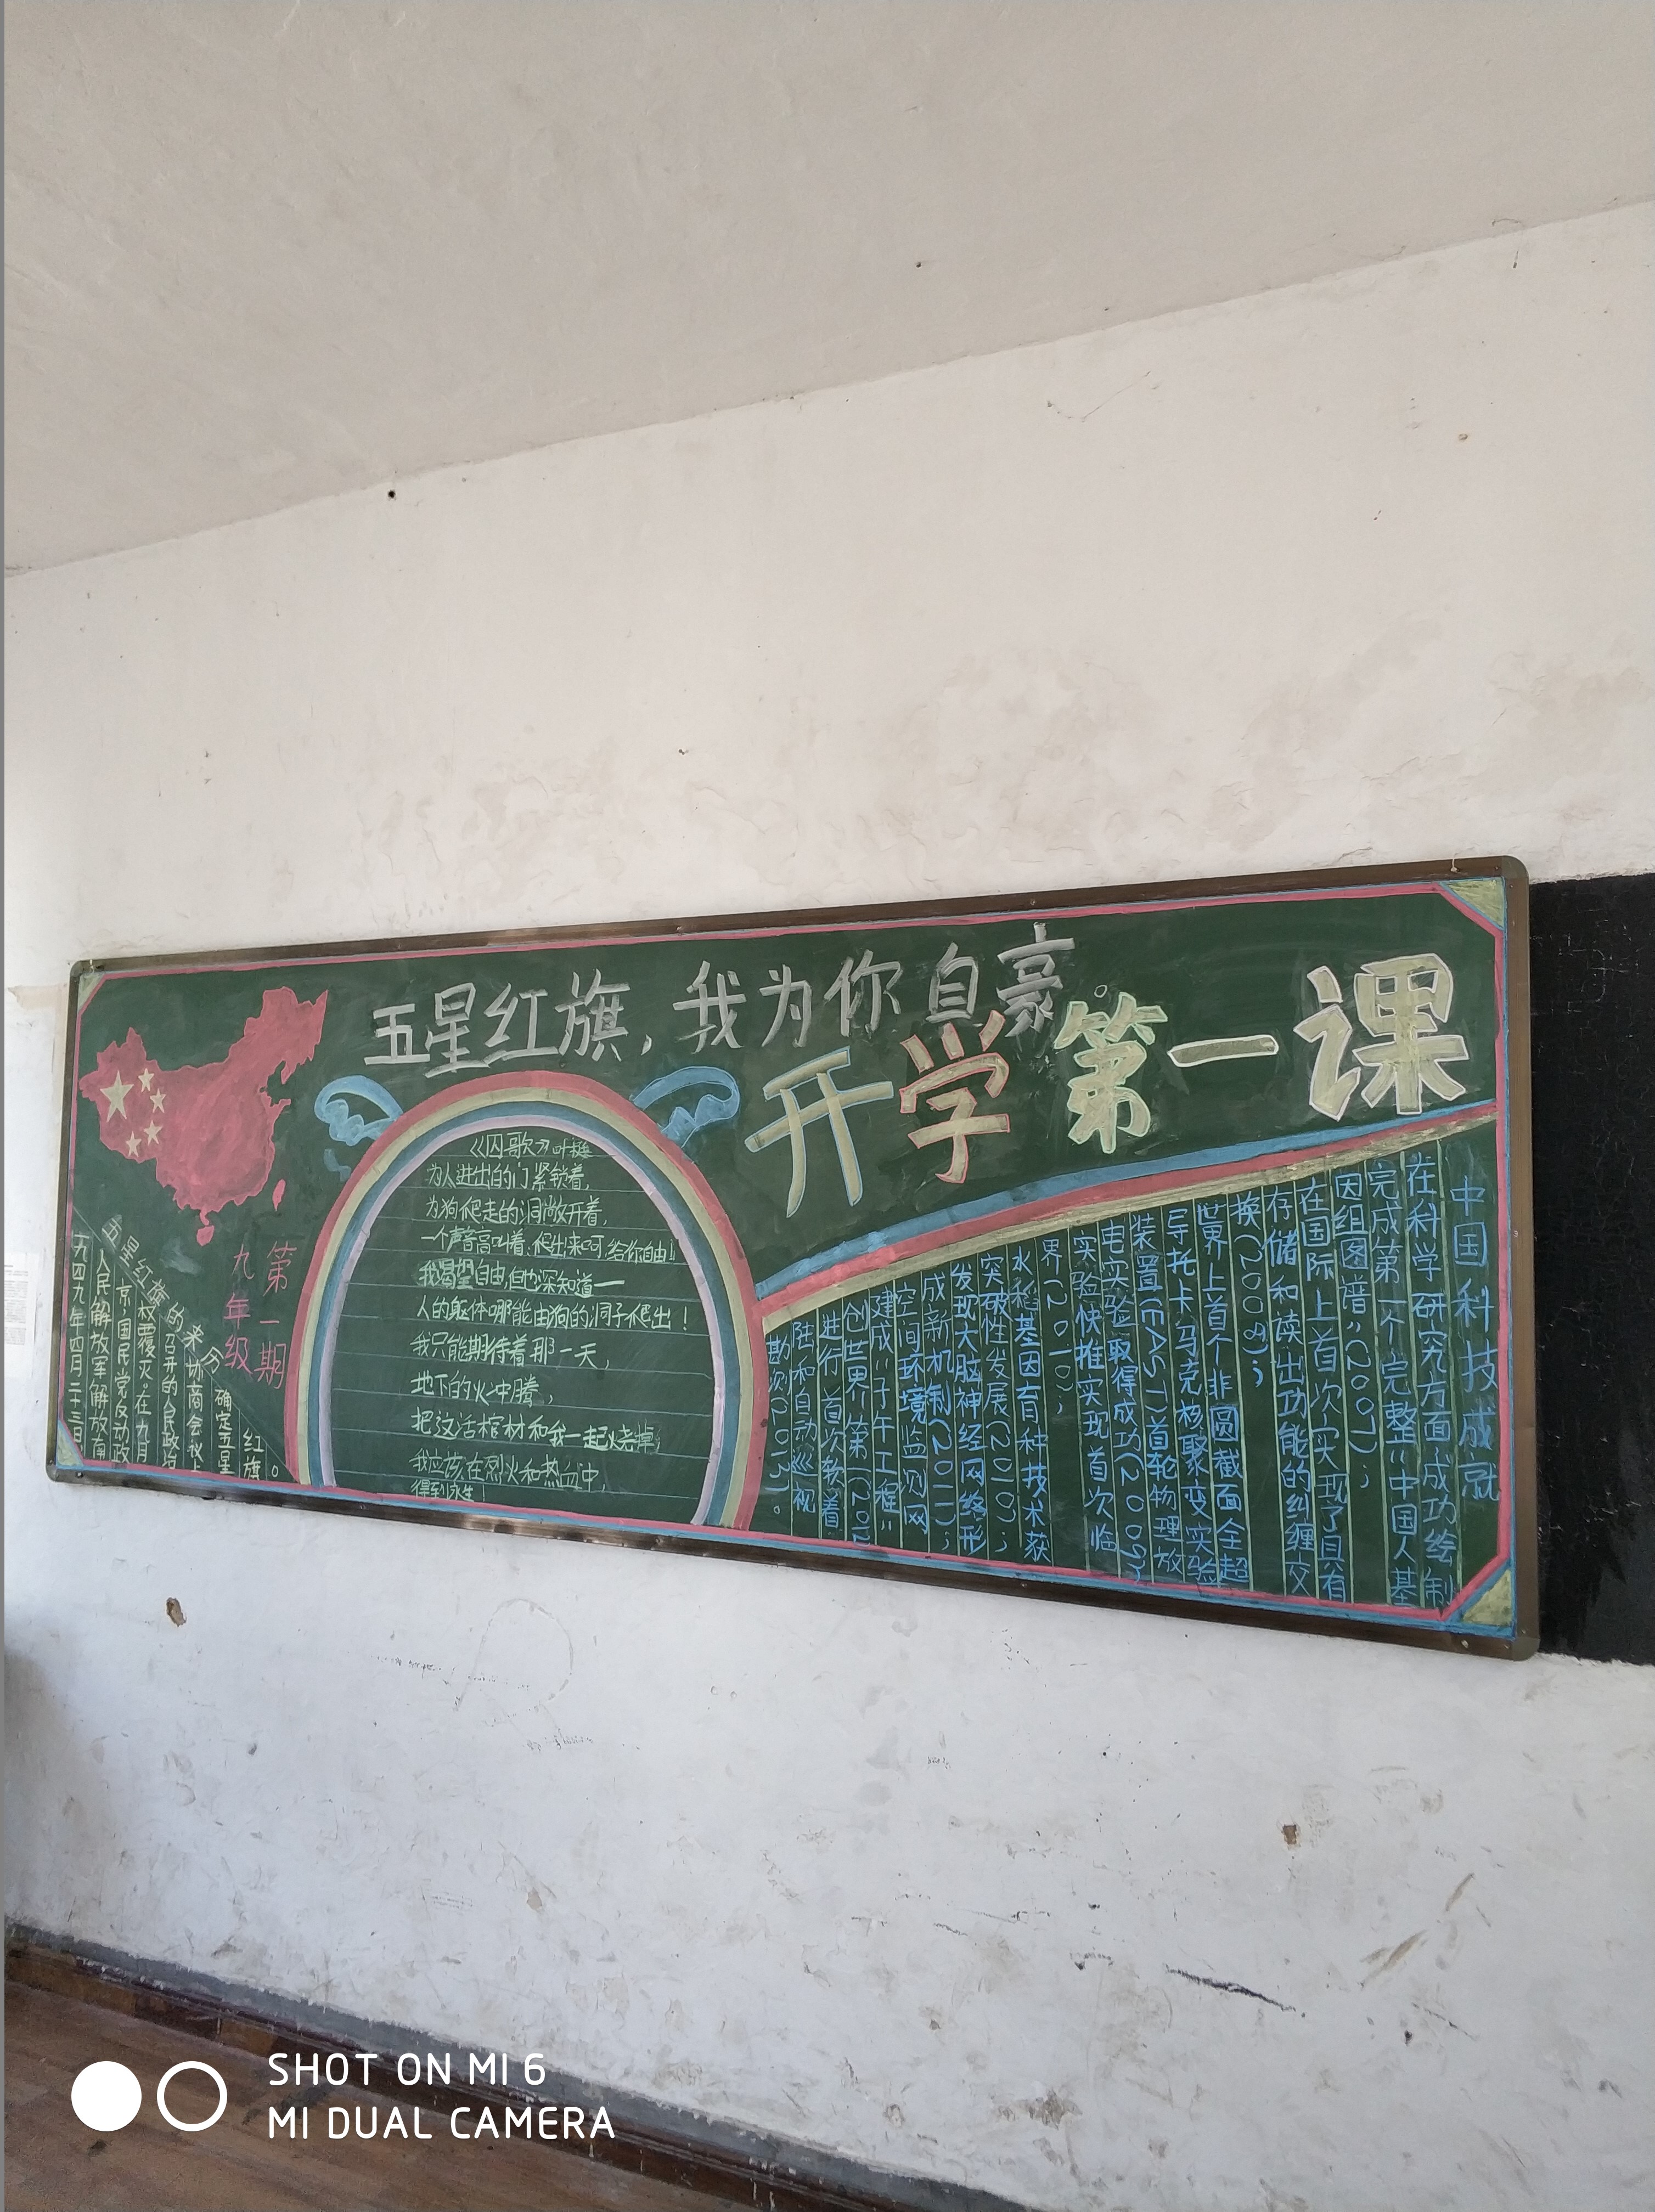 五星红旗,我为你自豪。
开学第一课
第一期
九年级
五星红旗的来
九四九年四月二十三日
人民解放军解放南
京国民党反动政
权覆灭。在九月
召开的人民政治
协商会议
确定五星
红旗
。
《囚歌》叶挺
为人进出的门紧锁着,
为狗爬走的洞敞开着,
一个声音高叫着:爬出来呵,给你自由!
我渴望自由,但也深知道一
人的躯体哪能由狗的洞子爬出!
我只能期待着那一天,
地下的火冲腾,
把这活棺材和我一起烧掉,
我应该在烈火和热血中,
得到永生!
中国科技成就
在科学研究方面,成功绘制
完成第一个完整"中国人基
因组图谱"(2007);
在国际上首次实现了具有
存储和读出功能的纠缠交
换(2008);
世界上首个非圆截面全超
导托卡马克核聚变实验
装置(EAST)首轮物理放
电实验取得成功(2009);
实验快堆实现首次临
界(2010);
水稻基因育种技术获
突破性发展(2010);
发现大脑神经网络形
成新机制(2011);
空间环境监测网
建成"子午工程"
创世界第一(2012
进行首次软着
陆和自动巡视
勘测(2013)。
SHOT ON MI 6
MI DUAL CAMERA